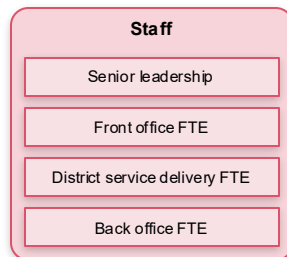 Staff
Senior leadership
Front office FTE
District service delivery FTE
Back office FTE